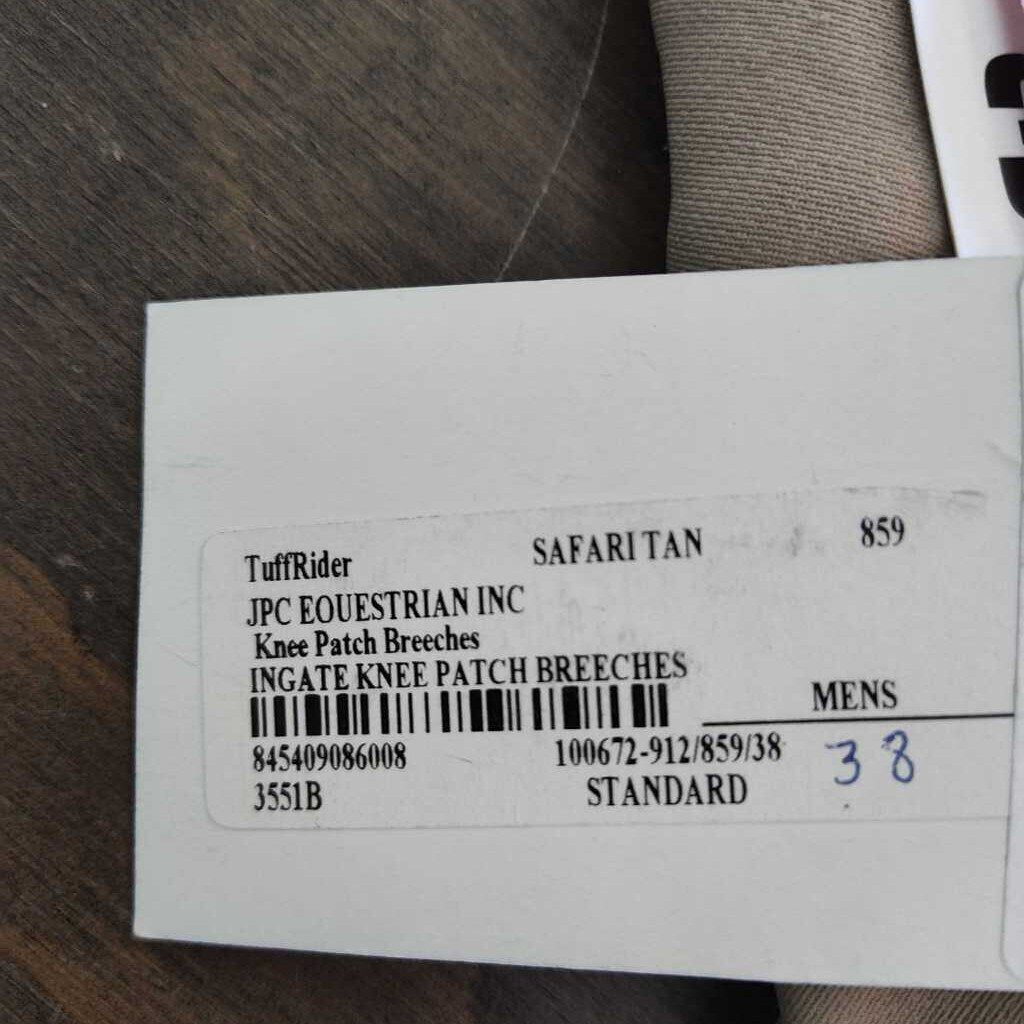 TuffRider SAFARI TAN 859
JPC EQUESTRIAN INC
Knee Patch Breeches
INGATE KNEE PATCH BREECHES
MENS
845409086008 100672-912/859/38 38
3551B STANDARD